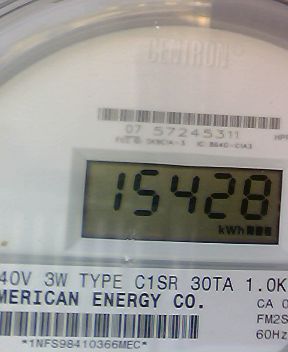 CENTRON
07 57245311
15428
kWh
40V 3W TYPE C1SR 30TA 1.0K
MERICAN ENERGY CO.
CA 0
FM2S
60Hz
*1NFS98410366MEC*